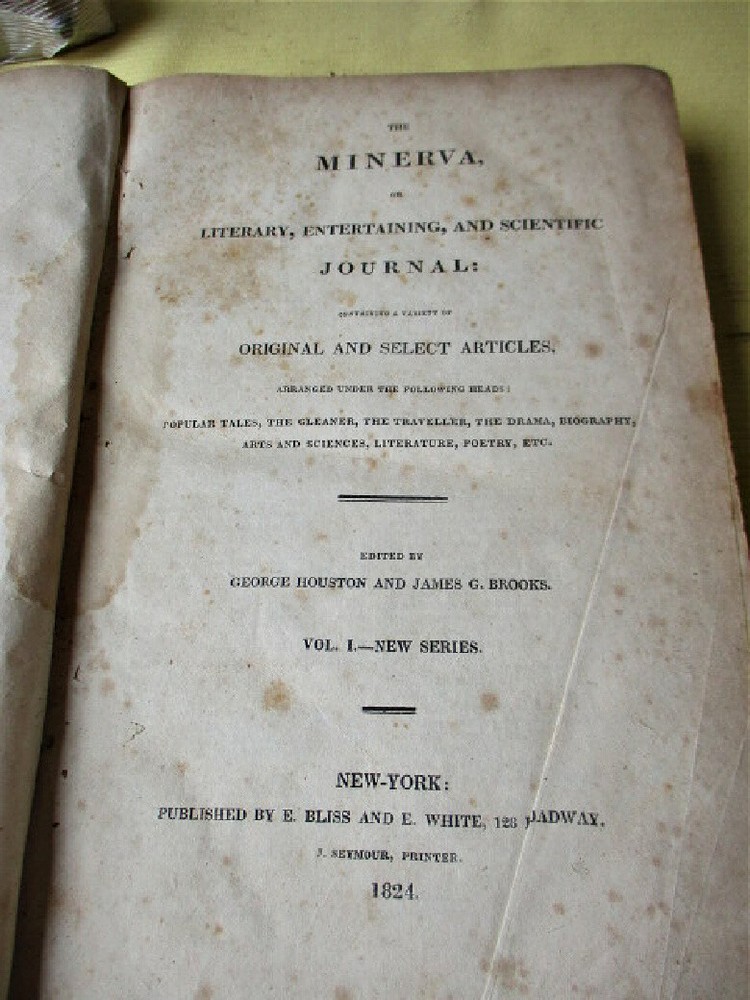 THE
MINERVA,
OR
LITERARY, ENTERTAINING, AND SCIENTIFIC
JOURNAL:
CONTAINING A VARIETY OF
ORIGINAL AND SELECT ARTICLES,
ARRANGED UNDER THE FOLLOWING HEADS:
POPULAR TALES, THE GLEANER, THE TRAVELLER, THE DRAMA, BIOGRAPHY,
ARTS AND SCIENCES, LITERATURE, POETRY, ETC.
EDITED BY
GEORGE HOUSTON AND JAMES G. BROOKS.
VOL. I.—NEW SERIES.
NEW-YORK:
PUBLISHED BY E. BLISS AND E. WHITE, 128
J. SEYMOUR, PRINTER.
1824.